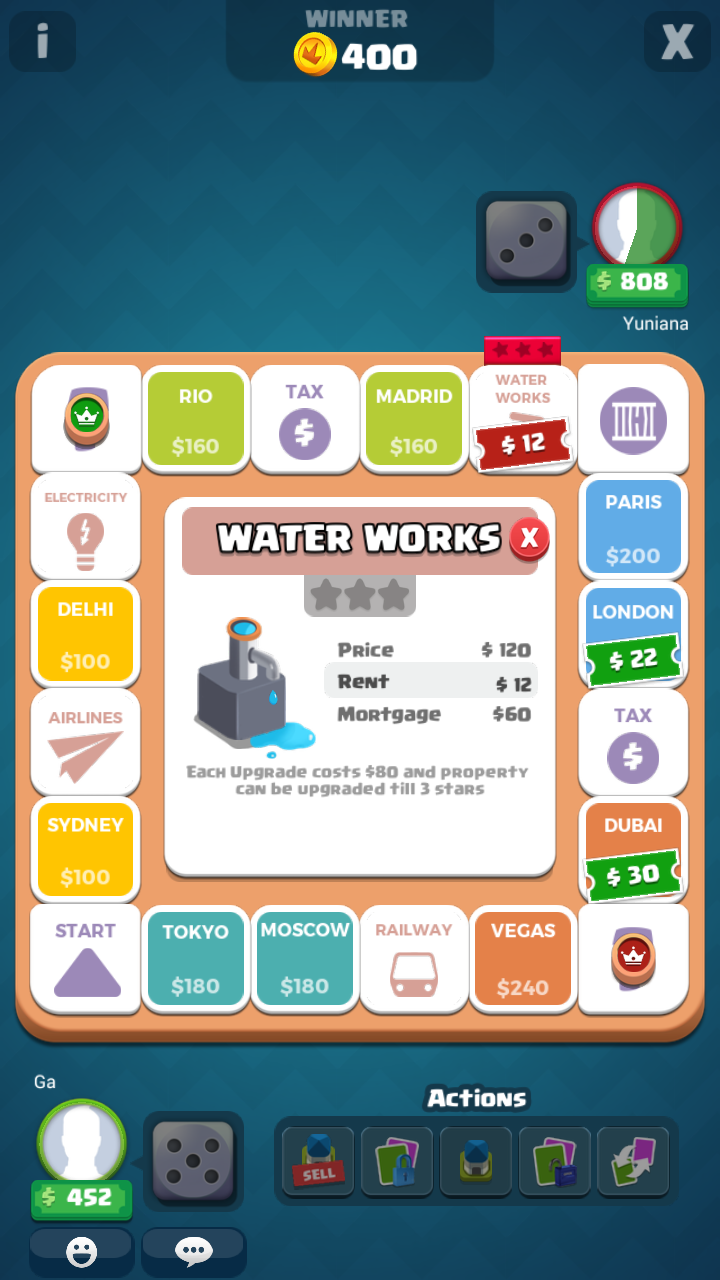 WINNER
400
i
X
$ 808
Yuniana
RIO
$160
TAX
$
MADRID
$160
WATER
WORKS
$ 12
ELECTRICITY
PARIS
$200
WATER WORKS
X
DELHI
$100
LONDON
$ 22
Price $ 120
Rent $ 12
Mortgage $60
AIRLINES
TAX
$
Each Upgrade costs $80 and property
can be upgraded till 3 stars
SYDNEY
$100
DUBAI
$ 30
START
TOKYO
$180
MOSCOW
$180
RAILWAY
VEGAS
$240
Ga
$ 452
Actions
SELL